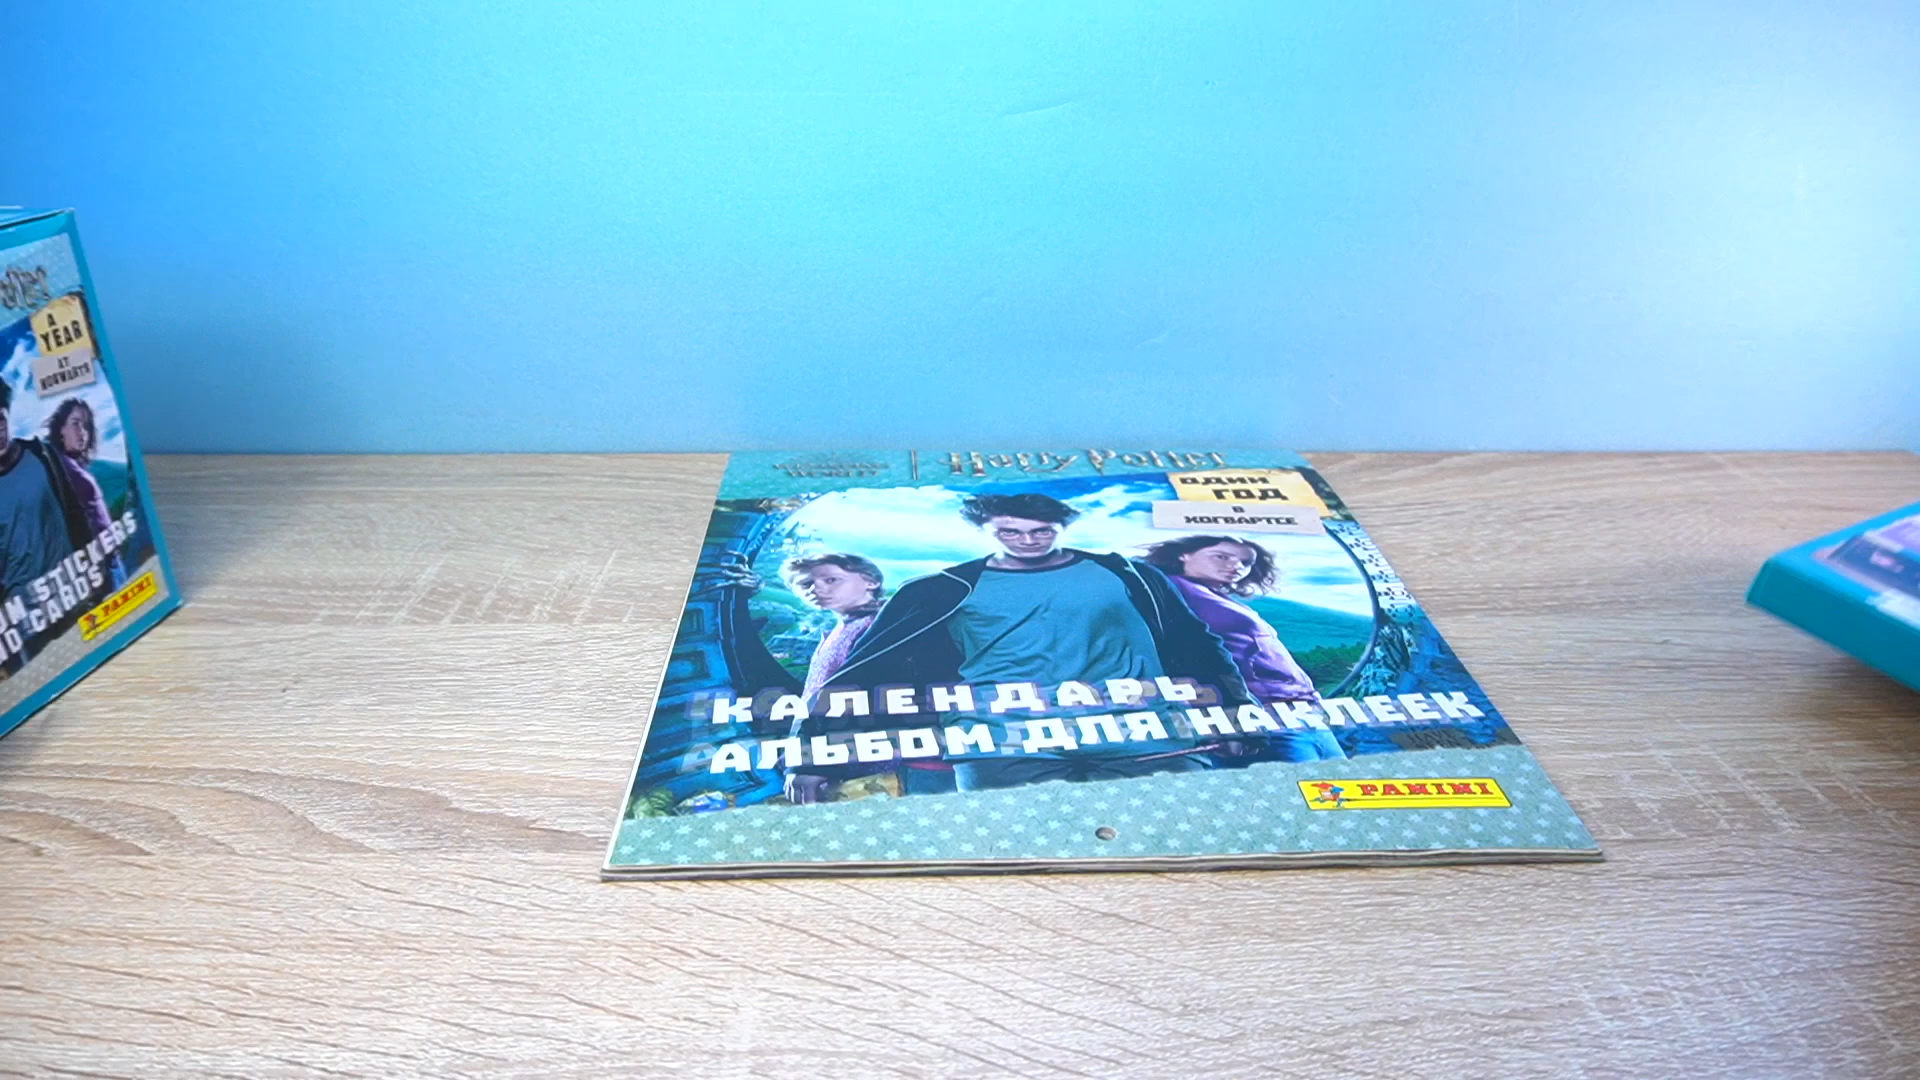 A
YEAR
AT
HOGWARTS
STICKERS
CARDS
PANINI
Harry Potter
ОДИН
ГОД
В
ХОГВАРТСЕ
КАЛЕНДАРЬ
АЛЬБОМ ДЛЯ НАКЛЕЕК
PANINI